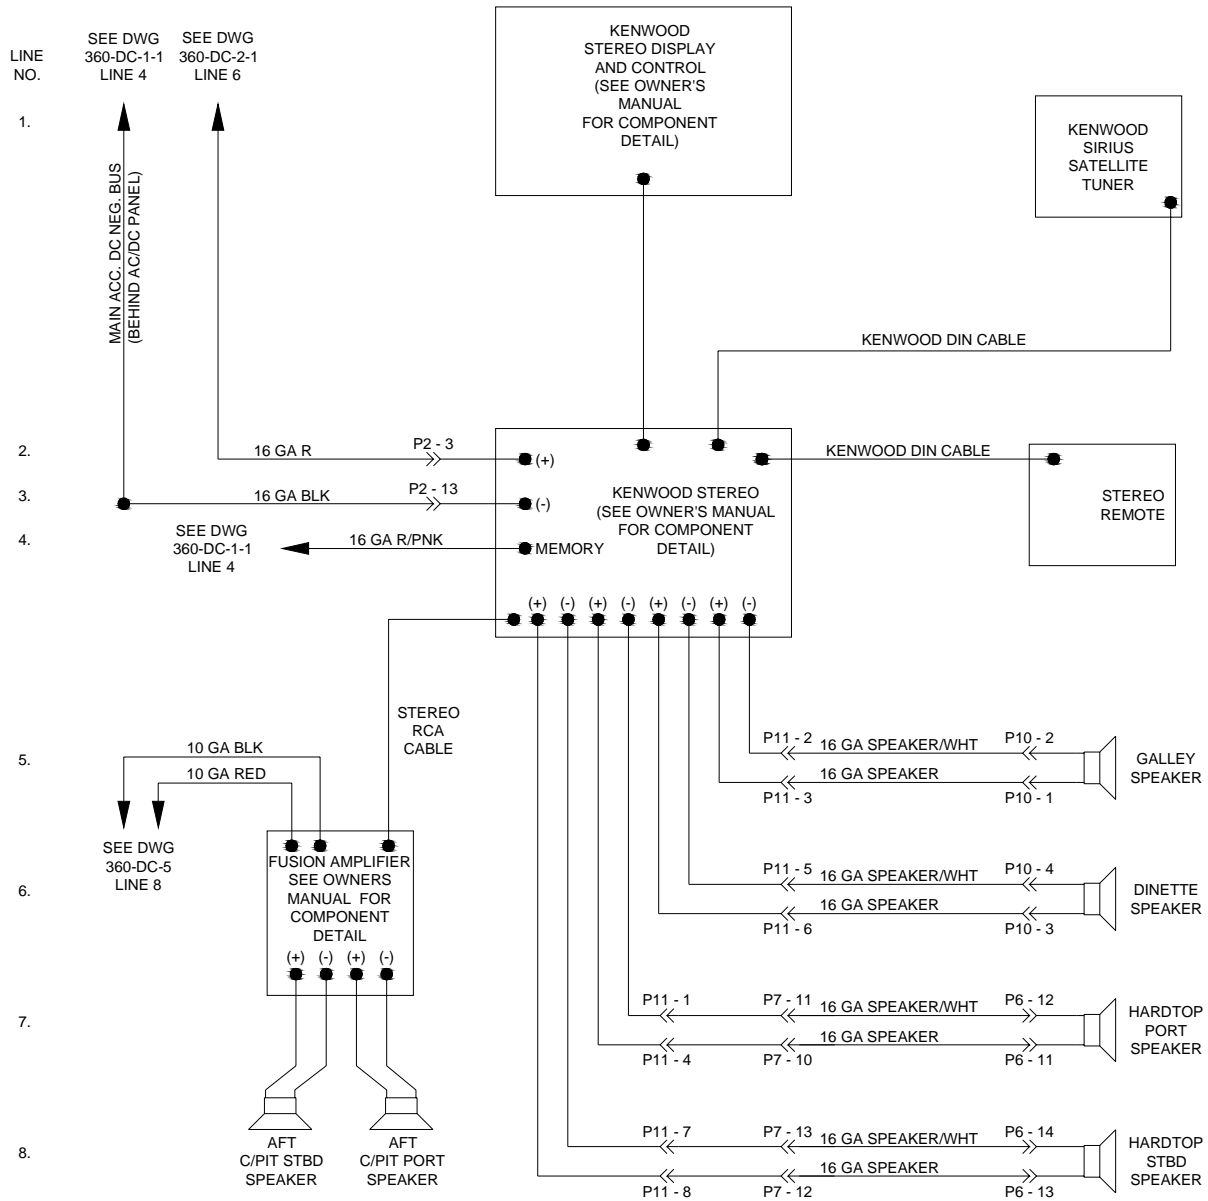 LINE
NO.
SEE DWG
360-DC-1-1
LINE 4
SEE DWG
360-DC-2-1
LINE 6
KENWOOD
STEREO DISPLAY
AND CONTROL
(SEE OWNER'S
MANUAL
FOR COMPONENT
DETAIL)
1.
KENWOOD
SIRIUS
SATELLITE
TUNER
MAIN ACC. DC NEG. BUS
(BEHIND AC/DC PANEL)
KENWOOD DIN CABLE
2.
16 GA R
P2 - 3
(+)
KENWOOD DIN CABLE
3.
16 GA BLK
P2 - 13
(-)
KENWOOD STEREO
(SEE OWNER'S MANUAL
FOR COMPONENT
DETAIL)
STEREO
REMOTE
4.
SEE DWG
360-DC-1-1
LINE 4
16 GA R/PNK
MEMORY
(+) (-) (+) (-) (+) (-) (+) (-)
STEREO
RCA
CABLE
5.
10 GA BLK
10 GA RED
P11 - 2
16 GA SPEAKER/WHT
P10 - 2
16 GA SPEAKER
P11 - 3
P10 - 1
GALLEY
SPEAKER
SEE DWG
360-DC-5
LINE 8
6.
FUSION AMPLIFIER
SEE OWNERS
MANUAL FOR
COMPONENT
DETAIL
(+) (-) (+) (-)
P11 - 5
16 GA SPEAKER/WHT
P10 - 4
16 GA SPEAKER
P11 - 6
P10 - 3
DINETTE
SPEAKER
7.
P11 - 1
P7 - 11
16 GA SPEAKER/WHT
P6 - 12
16 GA SPEAKER
P11 - 4
P7 - 10
P6 - 11
HARDTOP
PORT
SPEAKER
8.
AFT
C/PIT STBD
SPEAKER
AFT
C/PIT PORT
SPEAKER
P11 - 7
P7 - 13
16 GA SPEAKER/WHT
P6 - 14
16 GA SPEAKER
P11 - 8
P7 - 12
P6 - 13
HARDTOP
STBD
SPEAKER